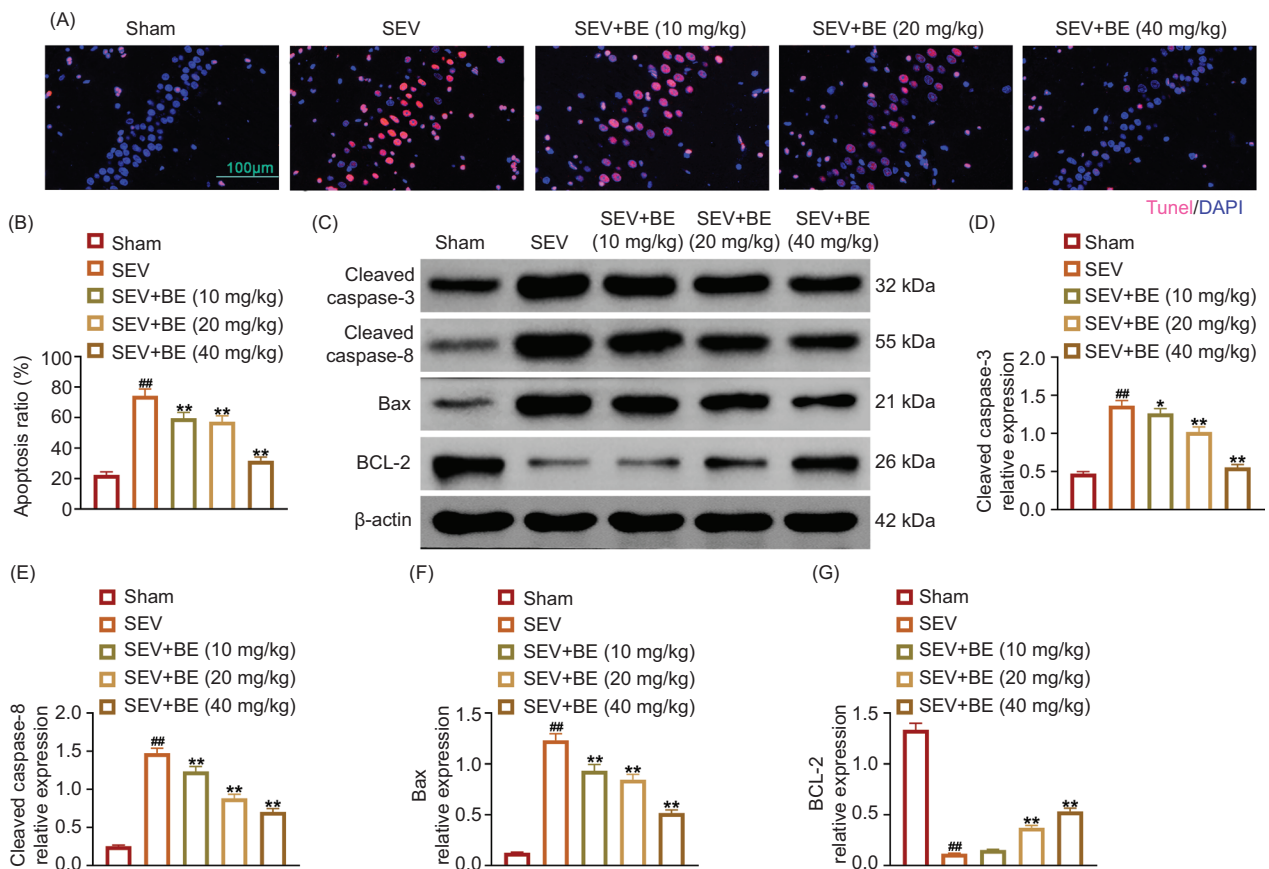 (A)
Sham
SEV
SEV+BE (10 mg/kg)
SEV+BE (20 mg/kg)
SEV+BE (40 mg/kg)
100µm
Tunel/DAPI
(B)
Sham
SEV
SEV+BE (10 mg/kg)
SEV+BE (20 mg/kg)
SEV+BE (40 mg/kg)
Apoptosis ratio (%)
100
80
60
40
20
0
##
**
**
**
(C)
Sham
SEV
SEV+BE
(10 mg/kg)
SEV+BE
(20 mg/kg)
SEV+BE
(40 mg/kg)
Cleaved
caspase-3
32 kDa
Cleaved
caspase-8
55 kDa
Bax
21 kDa
BCL-2
26 kDa
β-actin
42 kDa
(D)
Sham
SEV
SEV+BE (10 mg/kg)
SEV+BE (20 mg/kg)
SEV+BE (40 mg/kg)
Cleaved caspase-3
relative expression
2.0
1.5
1.0
0.5
0.0
##
*
**
**
(E)
Sham
SEV
SEV+BE (10 mg/kg)
SEV+BE (20 mg/kg)
SEV+BE (40 mg/kg)
Cleaved caspase-8
relative expression
2.0
1.5
1.0
0.5
0.0
##
**
**
**
(F)
Sham
SEV
SEV+BE (10 mg/kg)
SEV+BE (20 mg/kg)
SEV+BE (40 mg/kg)
Bax
relative expression
1.5
1.0
0.5
0.0
##
**
**
**
(G)
Sham
SEV
SEV+BE (10 mg/kg)
SEV+BE (20 mg/kg)
SEV+BE (40 mg/kg)
BCL-2
relative expression
1.5
1.0
0.5
0.0
##
**
**